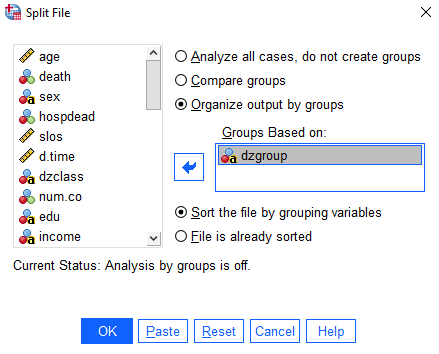 Split File
age
death
sex
hospdead
slos
d.time
dzclass
num.co
edu
income
Analyze all cases, do not create groups
Compare groups
Organize output by groups
Groups Based on:
dzgroup
Sort the file by grouping variables
File is already sorted
Current Status: Analysis by groups is off.
OK Paste Reset Cancel Help